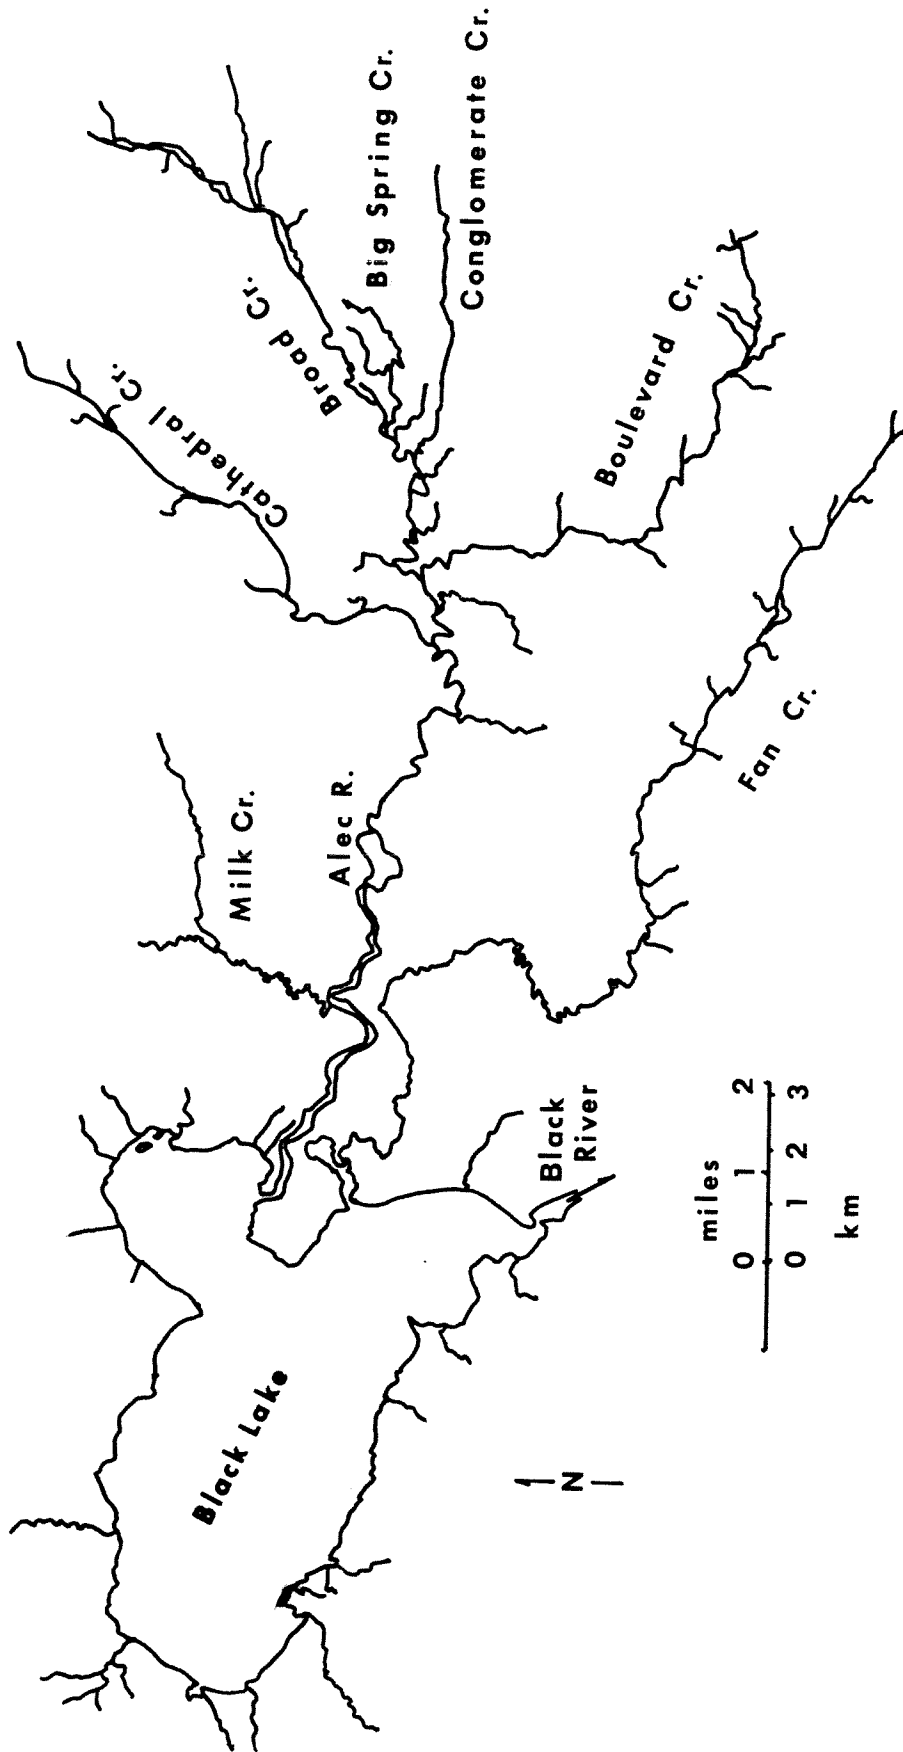 Cathedral Cr.
Broad Cr.
Big Spring Cr.
Conglomerate Cr.
Boulevard Cr.
Milk Cr.
Alec R.
Fan Cr.
Black
River
Black Lake
miles
0 1 2
0 1 2 3
km
N